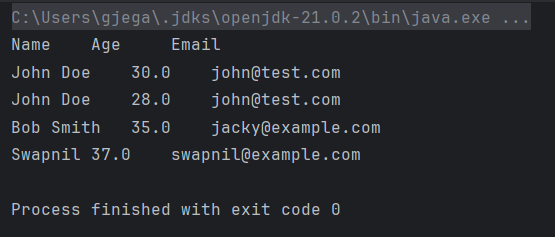 C:\Users\gjega\.jdks\openjdk-21.0.2\bin\java.exe ...
Name    Age     Email
John Doe    30.0    john@test.com
John Doe    28.0    john@test.com
Bob Smith   35.0    jacky@example.com
Swapnil 37.0    swapnil@example.com
Process finished with exit code 0